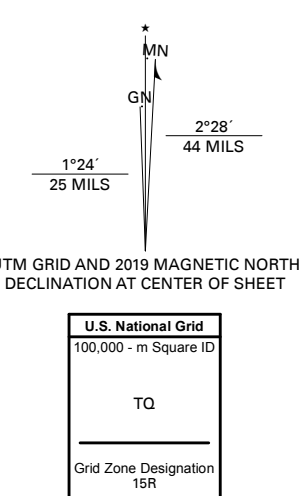 ★
MN
GN
2°28´
44 MILS
1°24´
25 MILS
UTM GRID AND 2019 MAGNETIC NORTH
DECLINATION AT CENTER OF SHEET
U.S. National Grid
100,000 - m Square ID
TQ
Grid Zone Designation
15R